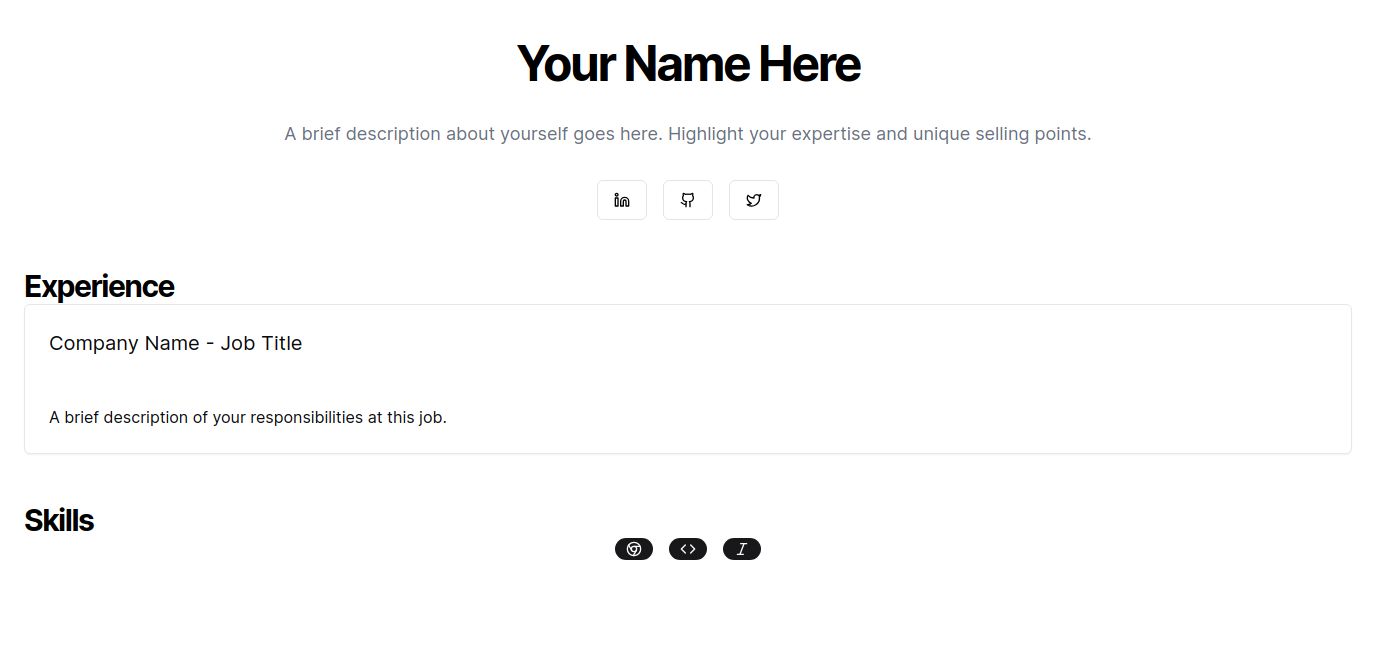 Your Name Here
A brief description about yourself goes here. Highlight your expertise and unique selling points.
Experience
Company Name - Job Title
A brief description of your responsibilities at this job.
Skills